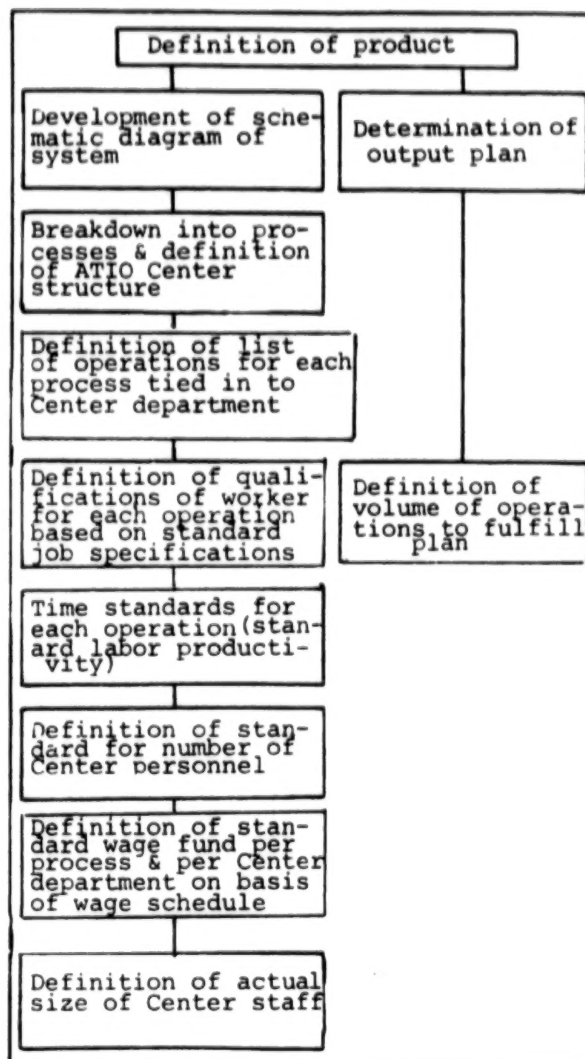 Definition of product
Development of sche-
matic diagram of
system
Determination of
output plan
Breakdown into pro-
cesses & definition
of ATIO Center
structure
Definition of list
of operations for each
process tied in to
Center department
Definition of quali-
fications of worker
for each operation
based on standard
job specifications
Definition of
volume of opera-
tions to fulfill
plan
Time standards for
each operation(stan-
ard labor producti-
vity)
Definition of stan-
dard for number of
Center personnel
Definition of stan-
dard wage fund per
process & per Center
department on basis
of wage schedule
Definition of actual
size of Center staff